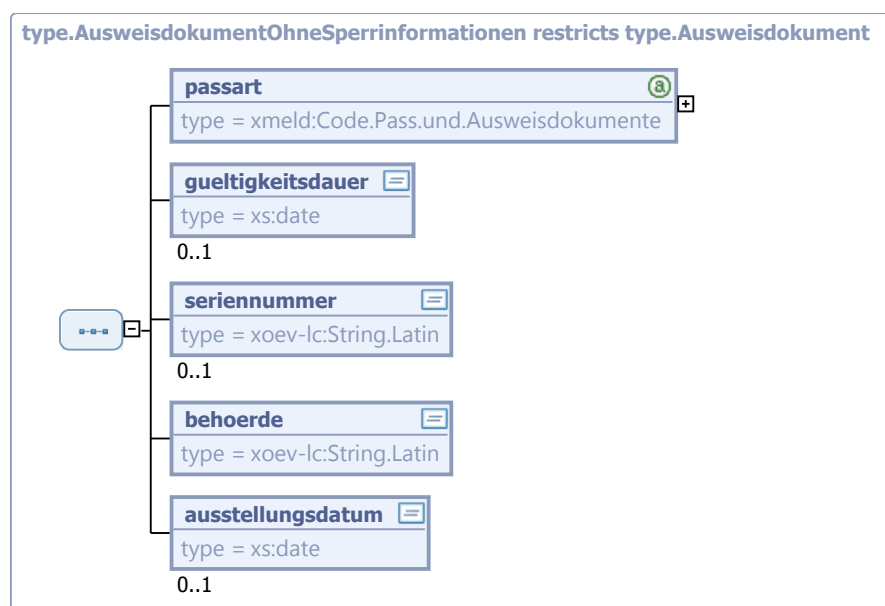 type.AusweisdokumentOhneSperrinformationen restricts type.Ausweisdokument
passart
type = xmeld:Code.Pass.und.Ausweisdokumente
gueltigkeitsdauer
type = xs:date
0..1
seriennummer
type = xoev-lc:String.Latin
0..1
behoerde
type = xoev-lc:String.Latin
ausstellungsdatum
type = xs:date
0..1